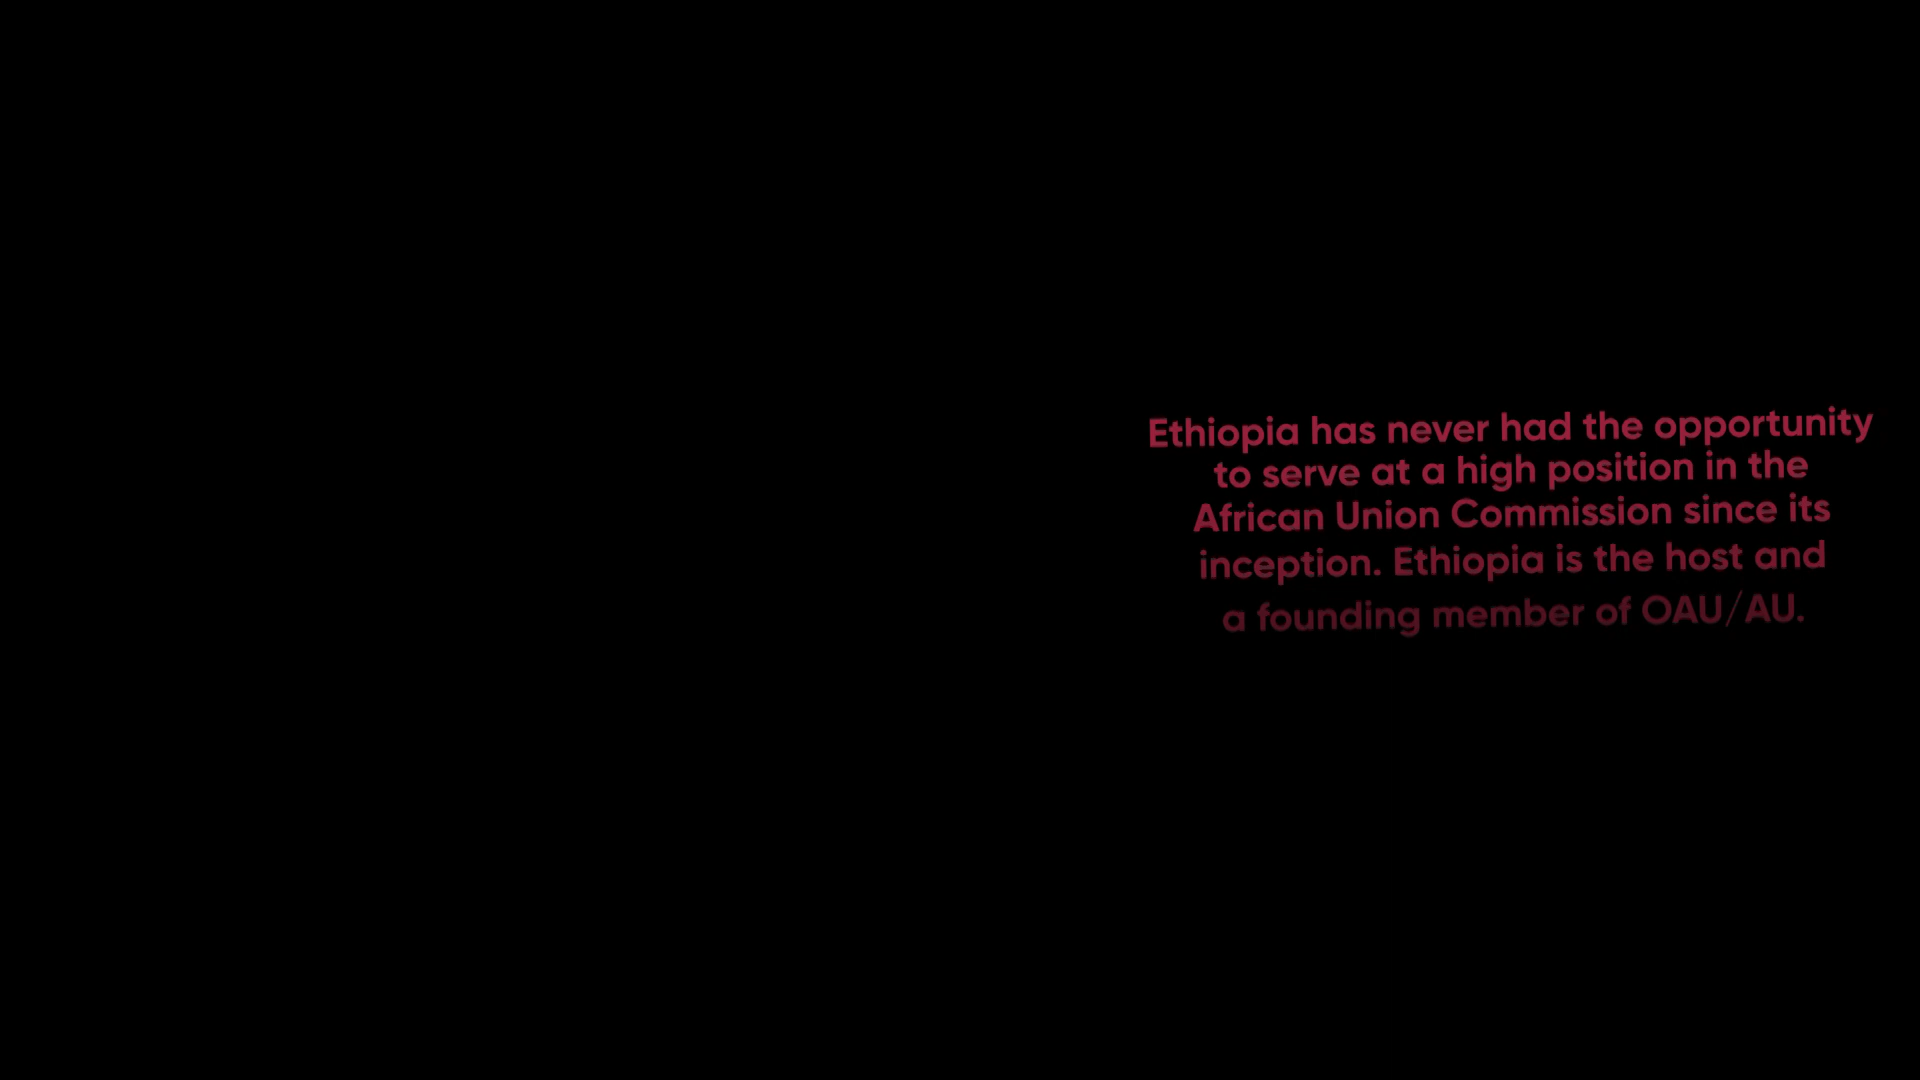 Ethiopia has never had the opportunity
to serve at a high position in the
African Union Commission since its
inception. Ethiopia is the host and
a founding member of OAU/AU.